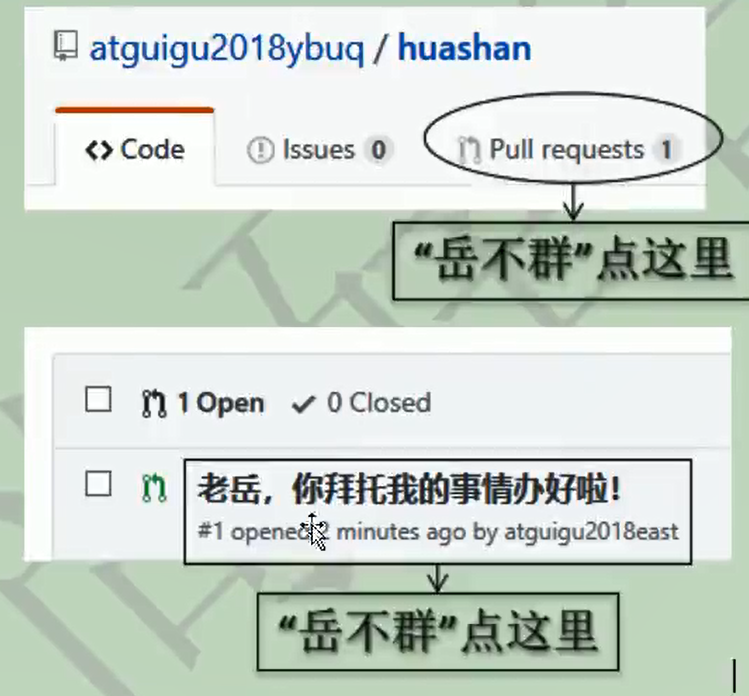 atguigu2018ybuq / huashan
Code Issues 0 Pull requests 1
“岳不群”点这里
1 Open 0 Closed
老岳，你拜托我的事情办好啦！
#1 opened 2 minutes ago by atguigu2018east
“岳不群”点这里